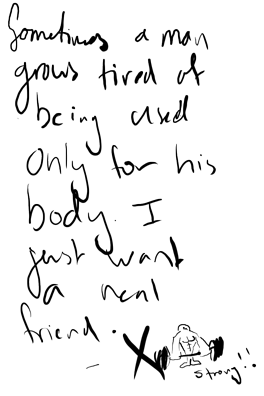 Sometimes a man
grows tired of
being used
only for his
body. I
just want
a real
friend.
- X
strong!!